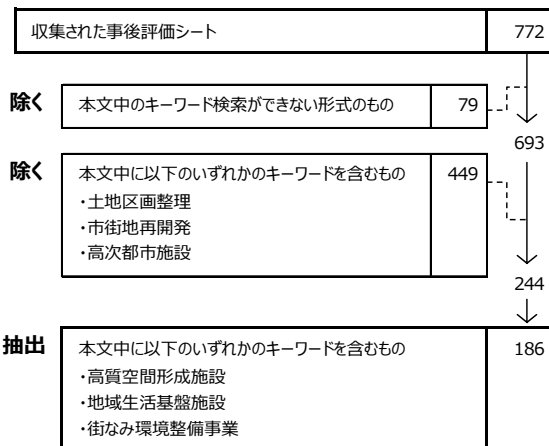 収集された事後評価シート 772
除く 本文中のキーワード検索ができない形式のもの 79
693
除く 本文中に以下のいずれかのキーワードを含むもの 449
・土地区画整理
・市街地再開発
・高次都市施設
244
抽出 本文中に以下のいずれかのキーワードを含むもの 186
・高質空間形成施設
・地域生活基盤施設
・街なみ環境整備事業